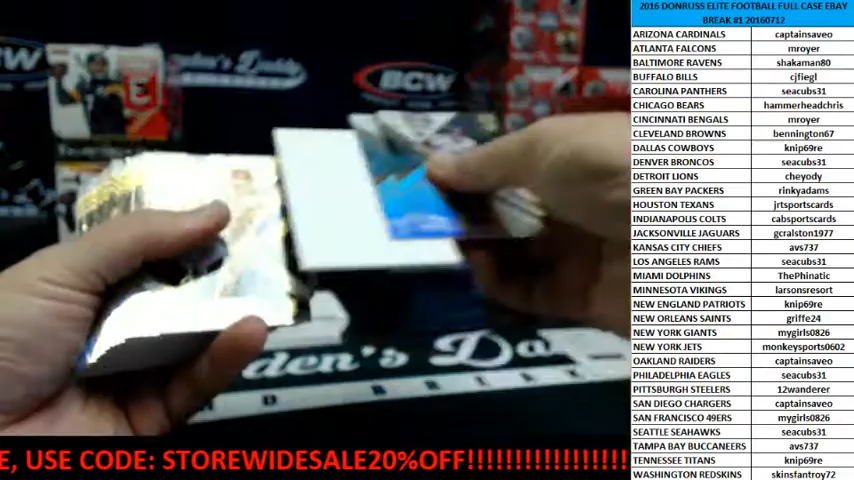 2016 DONRUSS ELITE FOOTBALL FULL CASE EBAY
BREAK #1 20160712
ARIZONA CARDINALS captainsaveo
ATLANTA FALCONS mroyer
BALTIMORE RAVENS shakaman80
BUFFALO BILLS cjfiegl
CAROLINA PANTHERS seacubs31
CHICAGO BEARS hammerheadchris
CINCINNATI BENGALS mroyer
CLEVELAND BROWNS bennington67
DALLAS COWBOYS knip69re
DENVER BRONCOS seacubs31
DETROIT LIONS cheyody
GREEN BAY PACKERS rinkyadams
HOUSTON TEXANS jrtsportscards
INDIANAPOLIS COLTS cabsportscards
JACKSONVILLE JAGUARS gcralston1977
KANSAS CITY CHIEFS avs737
LOS ANGELES RAMS seacubs31
MIAMI DOLPHINS ThePhinatic
MINNESOTA VIKINGS larsonsresort
NEW ENGLAND PATRIOTS knip69re
NEW ORLEANS SAINTS griffe24
NEW YORK GIANTS mygirls0826
NEW YORK JETS monkeysports0602
OAKLAND RAIDERS captainsaveo
PHILADELPHIA EAGLES seacubs31
PITTSBURGH STEELERS 12wanderer
SAN DIEGO CHARGERS captainsaveo
SAN FRANCISCO 49ERS mygirls0826
SEATTLE SEAHAWKS seacubs31
TAMPA BAY BUCCANEERS avs737
TENNESSEE TITANS knip69re
WASHINGTON REDSKINS skinsfantroy72
BCW
den's Da
E, USE CODE: STOREWIDESALE20%OFF!!!!!!!!!!!!!!!!!!